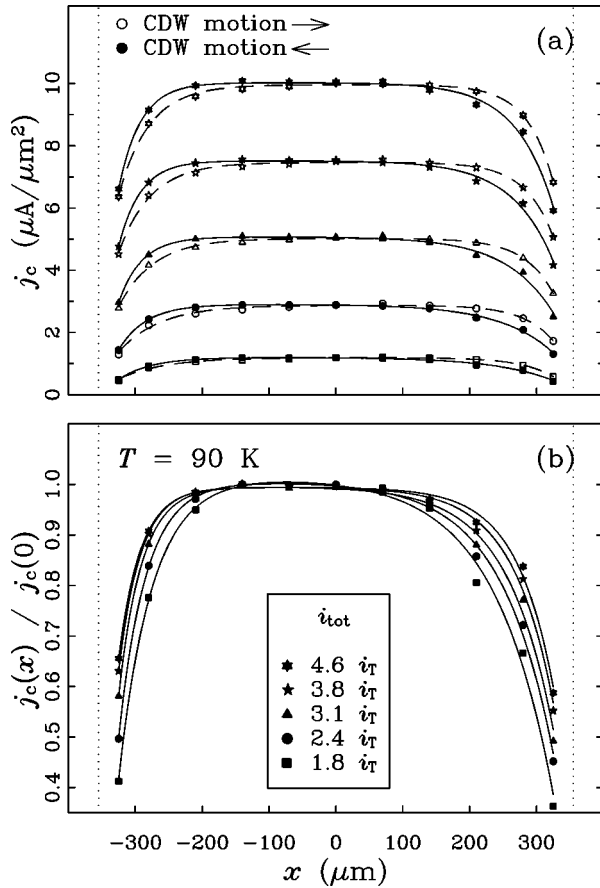 ○ CDW motion →
● CDW motion ←
(a)
10
8
6
4
2
0
j_c (μA/μm²)
(b)
T = 90 K
1.0
0.9
0.8
0.7
0.6
0.5
0.4
j_c(x) / j_c(0)
i_tot
4.6 i_T
3.8 i_T
3.1 i_T
2.4 i_T
1.8 i_T
−300 −200 −100 0 100 200 300
x (μm)